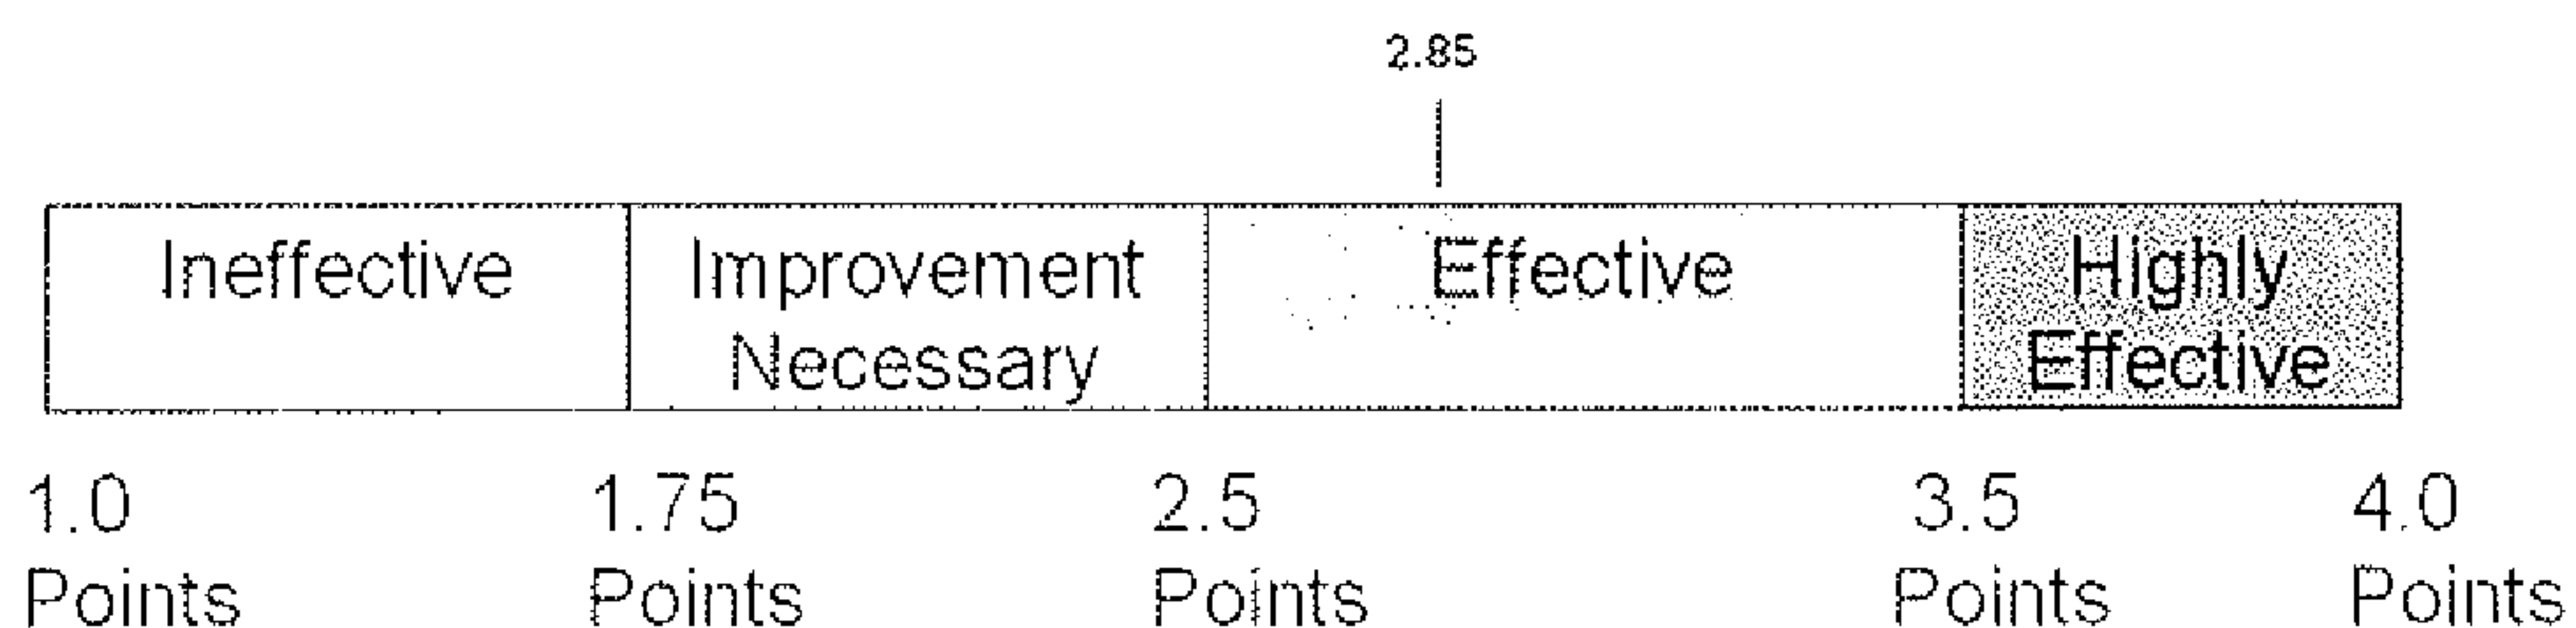 2.85
Ineffective
Improvement
Necessary
Effective
Highly
Effective
1.0
Points
1.75
Points
2.5
Points
3.5
Points
4.0
Points